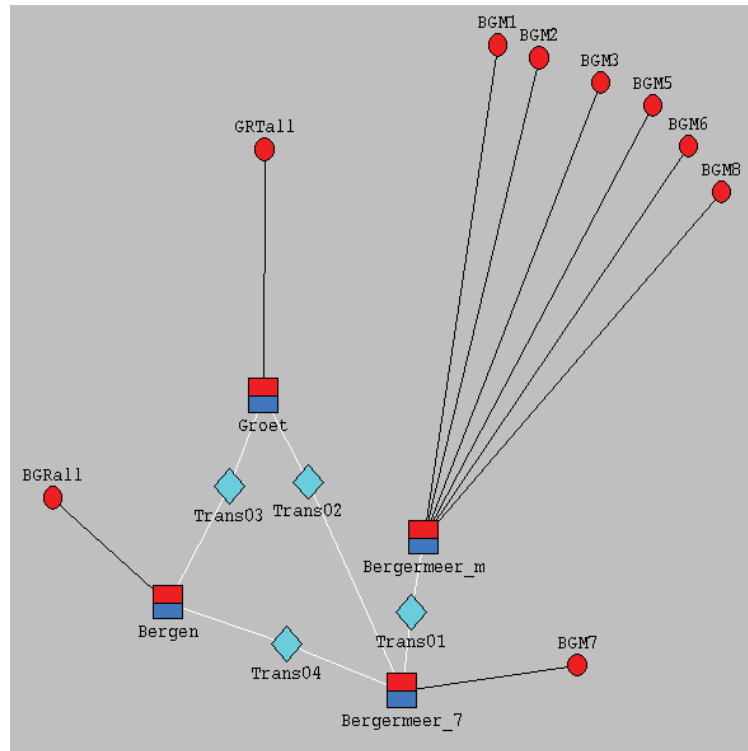 BGM1
BGM2
BGM3
BGM5
GRTall
BGM6
BGM8
Groet
BGRall
Trans03
Trans02
Bergermeer_m
Bergen
Trans01
Trans04
BGM7
Bergermeer_7